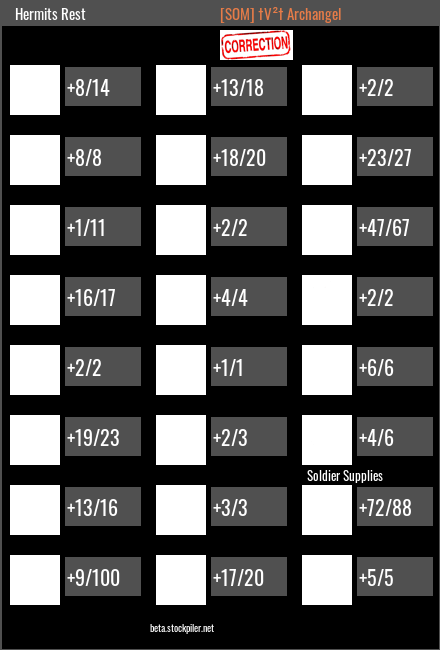 Hermits Rest [SOM] †V²† Archangel
CORRECTION
+8/14 +13/18 +2/2
+8/8 +18/20 +23/27
+1/11 +2/2 +47/67
+16/17 +4/4 +2/2
+2/2 +1/1 +6/6
+19/23 +2/3 +4/6
Soldier Supplies
+13/16 +3/3 +72/88
+9/100 +17/20 +5/5
beta.stockpiler.net